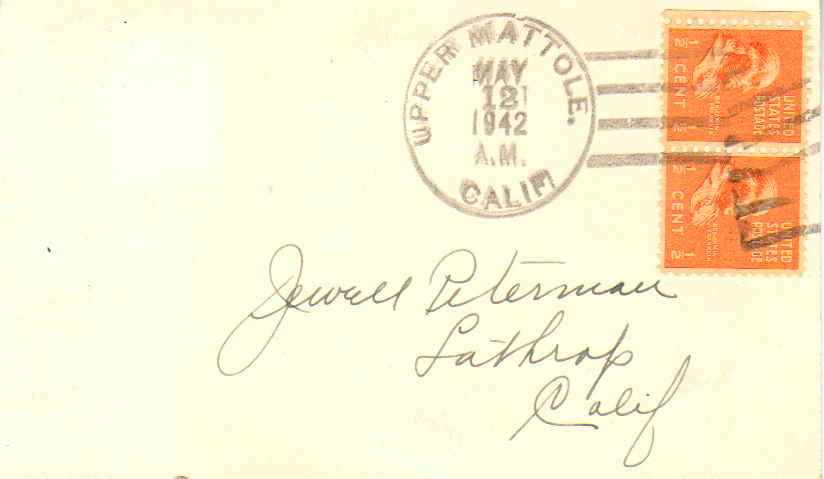 UPPER MATTOLE.
MAY
12
1942
A.M.
CALIF
1/2 CENT 1/2
UNITED
STATES
POSTAGE
1/2 CENT 1/2
UNITED
STATES
POSTAGE
Jewell Peterman
Lathrop
Calif